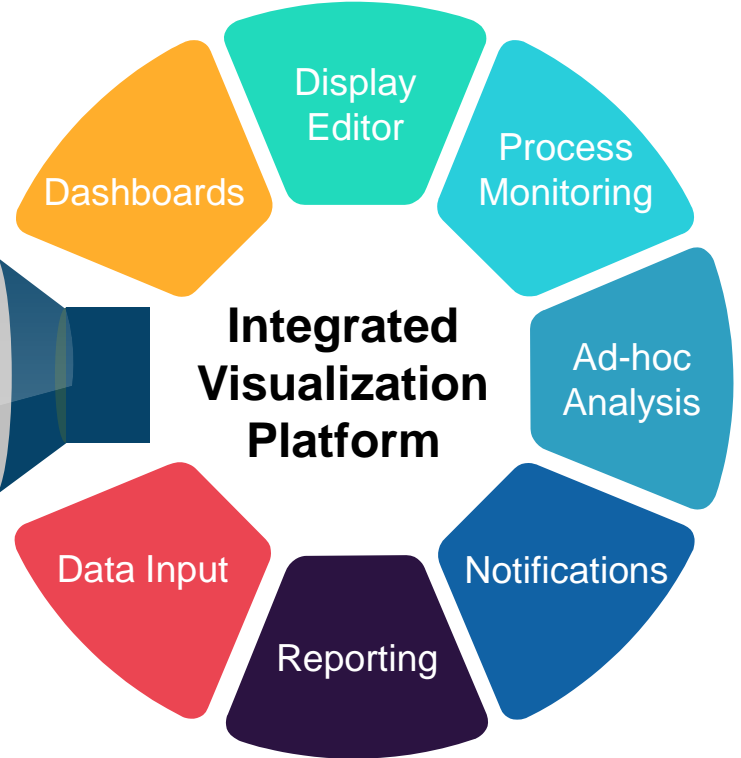 Display
Editor
Process
Monitoring
Dashboards
Ad-hoc
Analysis
Integrated
Visualization
Platform
Notifications
Data Input
Reporting